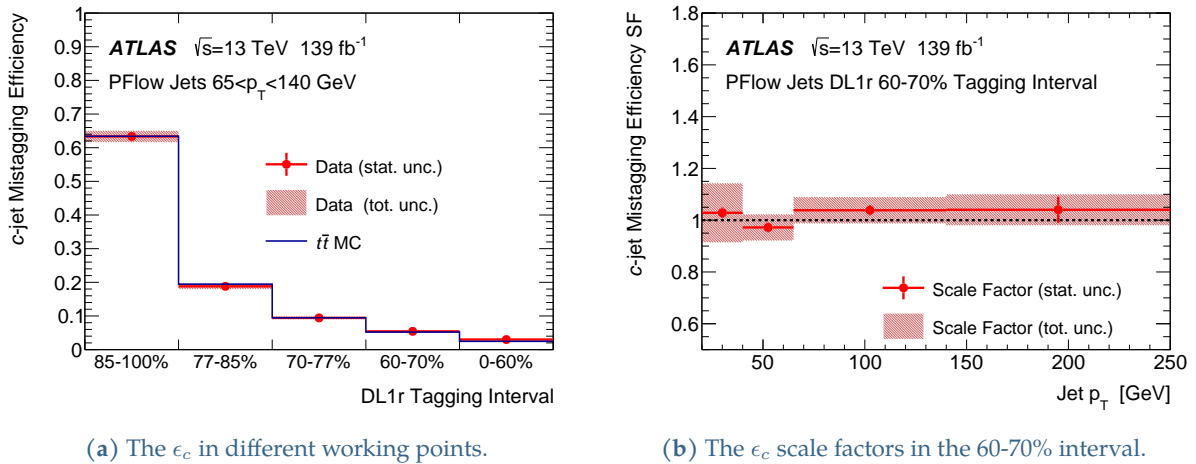 c-jet Mistagging Efficiency
1
0.9
0.8
0.7
0.6
0.5
0.4
0.3
0.2
0.1
0
ATLAS √s=13 TeV 139 fb⁻¹
PFlow Jets 65<p_T<140 GeV
Data (stat. unc.)
Data (tot. unc.)
tt̄ MC
85-100% 77-85% 70-77% 60-70% 0-60%
DL1r Tagging Interval
(a) The ϵ_c in different working points.
c-jet Mistagging Efficiency SF
1.8
1.6
1.4
1.2
1
0.8
0.6
ATLAS √s=13 TeV 139 fb⁻¹
PFlow Jets DL1r 60-70% Tagging Interval
Scale Factor (stat. unc.)
Scale Factor (tot. unc.)
50 100 150 200 250
Jet p_T [GeV]
(b) The ϵ_c scale factors in the 60-70% interval.